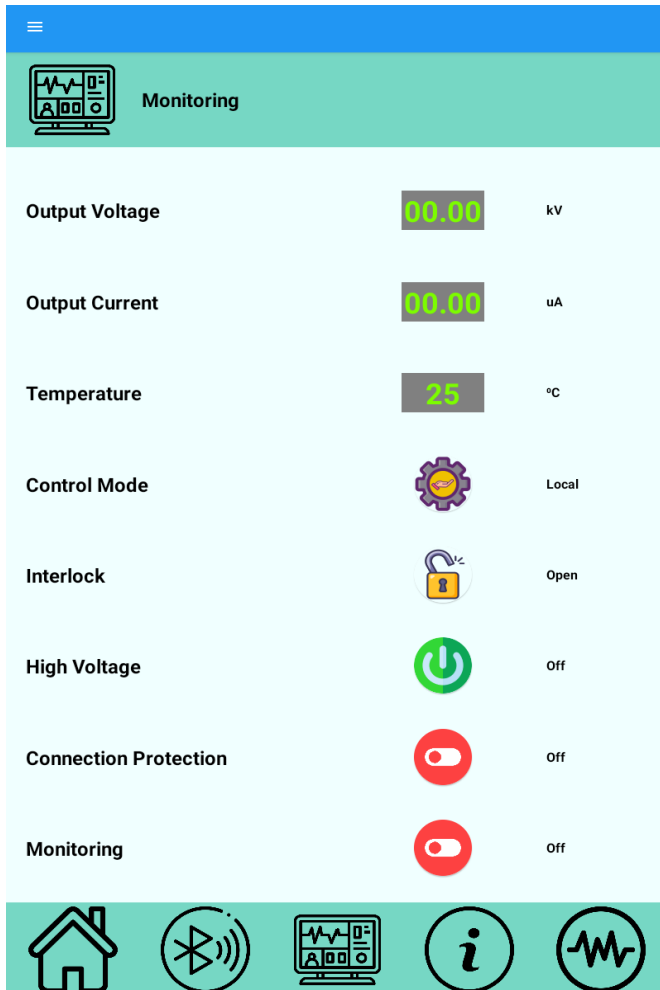 Monitoring
Output Voltage 00.00 kV
Output Current 00.00 uA
Temperature 25 ºC
Control Mode Local
Interlock Open
High Voltage Off
Connection Protection Off
Monitoring Off
i